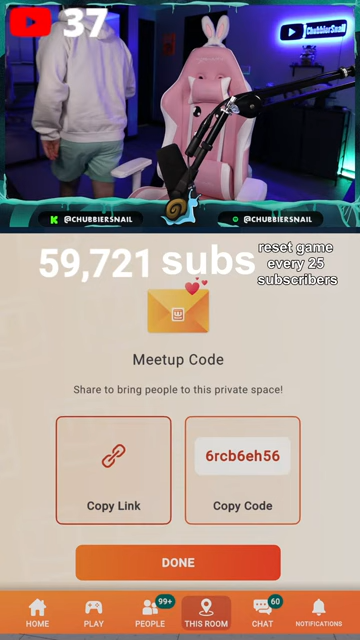 37
ChubbierSnail
@CHUBBIERSNAIL
@CHUBBIERSNAIL
59,721 subs
reset game
every 25
subscribers
Meetup Code
Share to bring people to this private space!
6rcb6eh56
Copy Link
Copy Code
DONE
99+
60
HOME
PLAY
PEOPLE
THIS ROOM
CHAT
NOTIFICATIONS